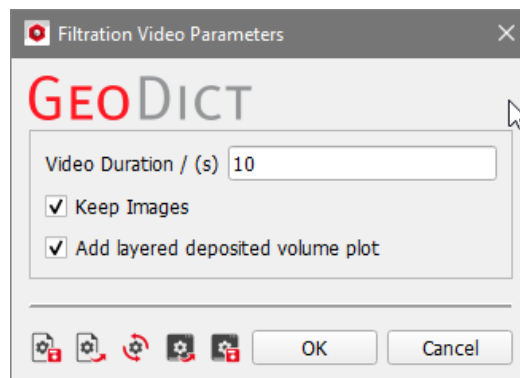 Filtration Video Parameters
GEODICT
Video Duration / (s) 10
Keep Images
Add layered deposited volume plot
OK Cancel